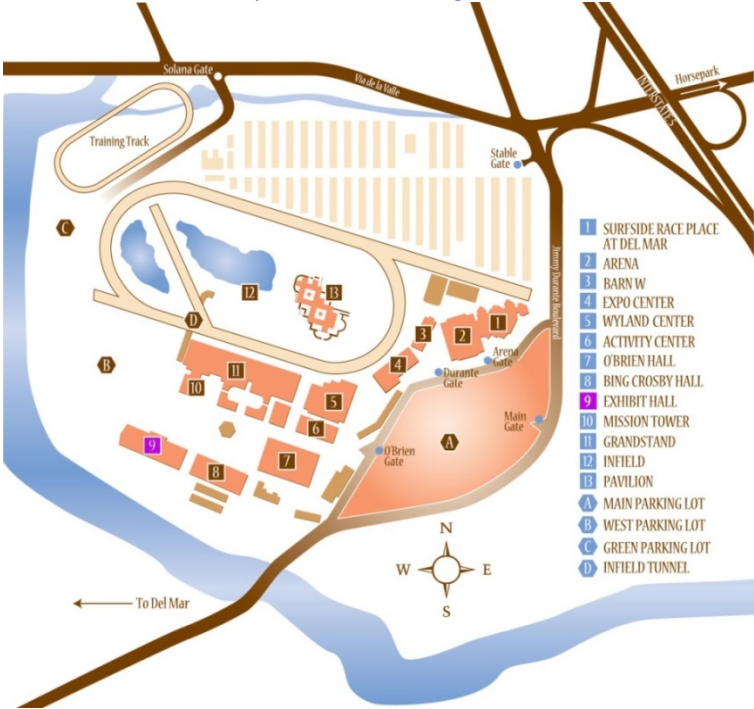 Solana Gate
Via de la Valle
INTERSTATE 5
Horsepark
Training Track
Stable
Gate
Jimmy Durante Boulevard
C
12
13
D
B
11
10
9
8
7
6
5
4
3
2
1
Arena
Gate
Durante
Gate
Main
Gate
A
O'Brien
Gate
N
W
E
S
To Del Mar
1 SURFSIDE RACE PLACE
AT DEL MAR
2 ARENA
3 BARN W
4 EXPO CENTER
5 WYLAND CENTER
6 ACTIVITY CENTER
7 O'BRIEN HALL
8 BING CROSBY HALL
9 EXHIBIT HALL
10 MISSION TOWER
11 GRANDSTAND
12 INFIELD
13 PAVILION
A MAIN PARKING LOT
B WEST PARKING LOT
C GREEN PARKING LOT
D INFIELD TUNNEL